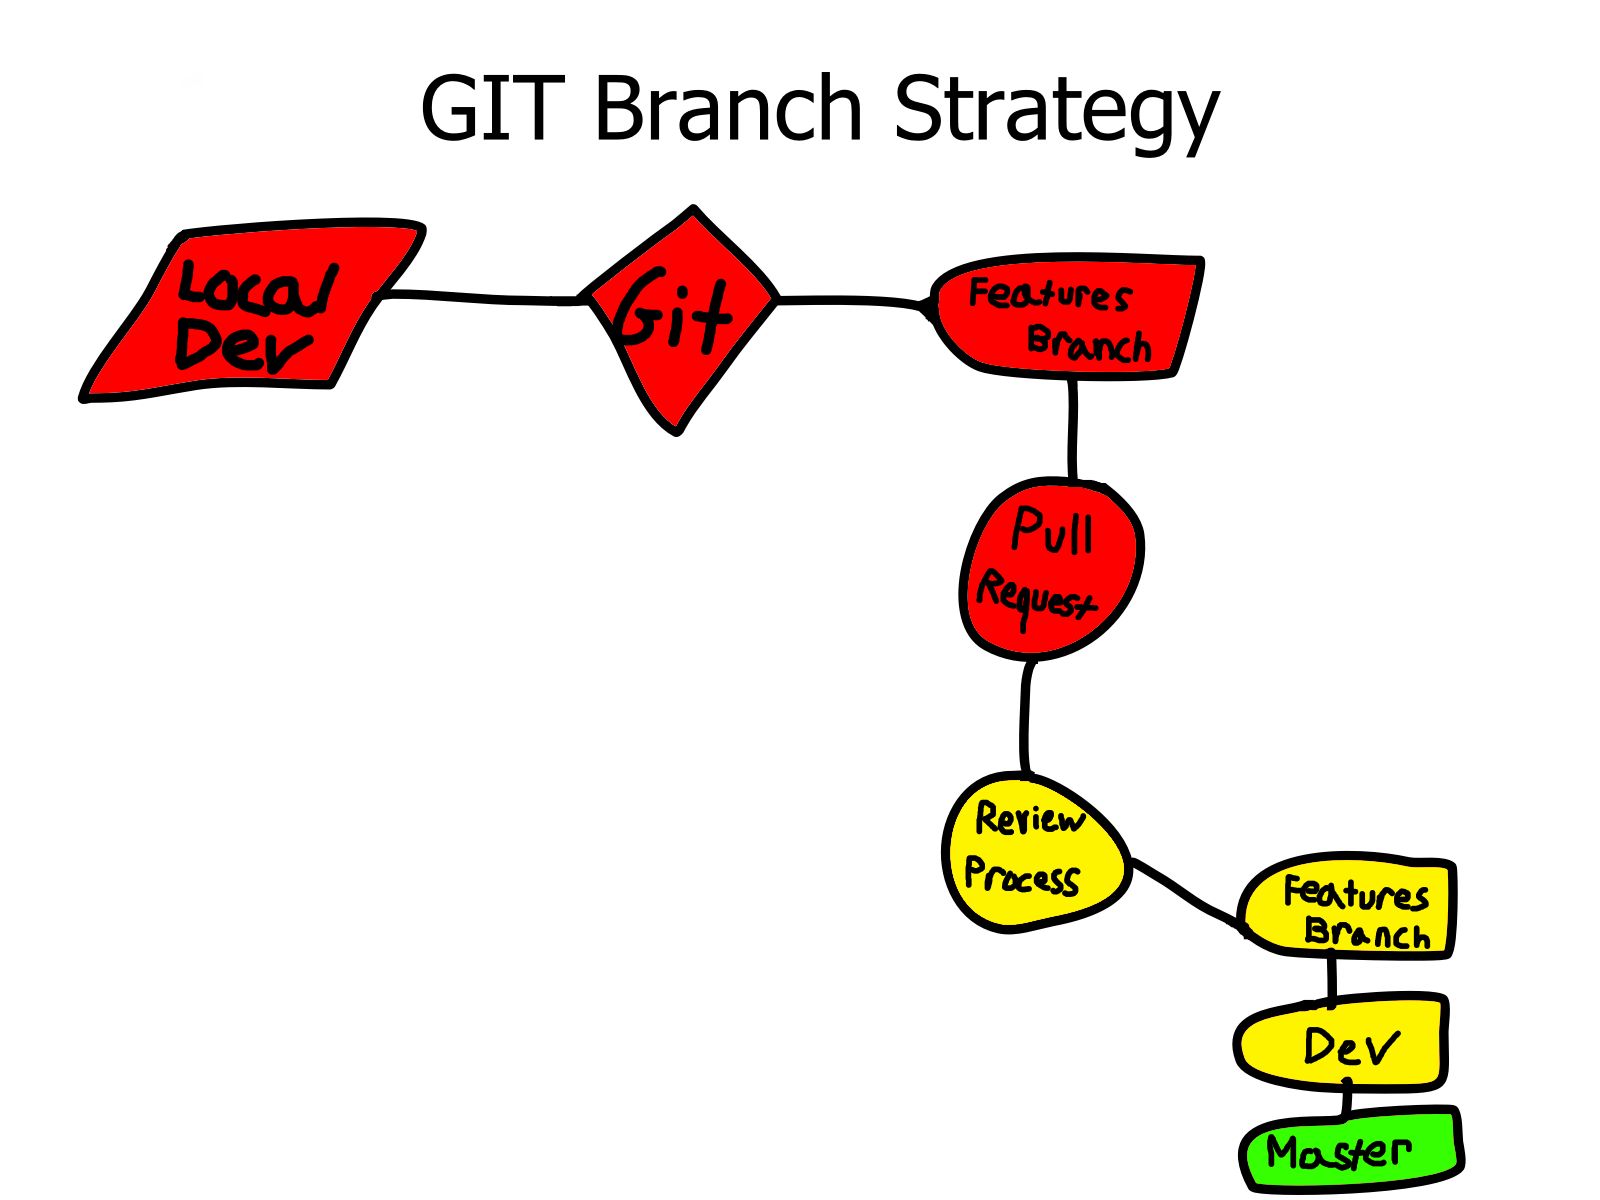 GIT Branch Strategy
Local
Dev
Git
Features
Branch
Pull
Request
Review
Process
Features
Branch
Dev
Master